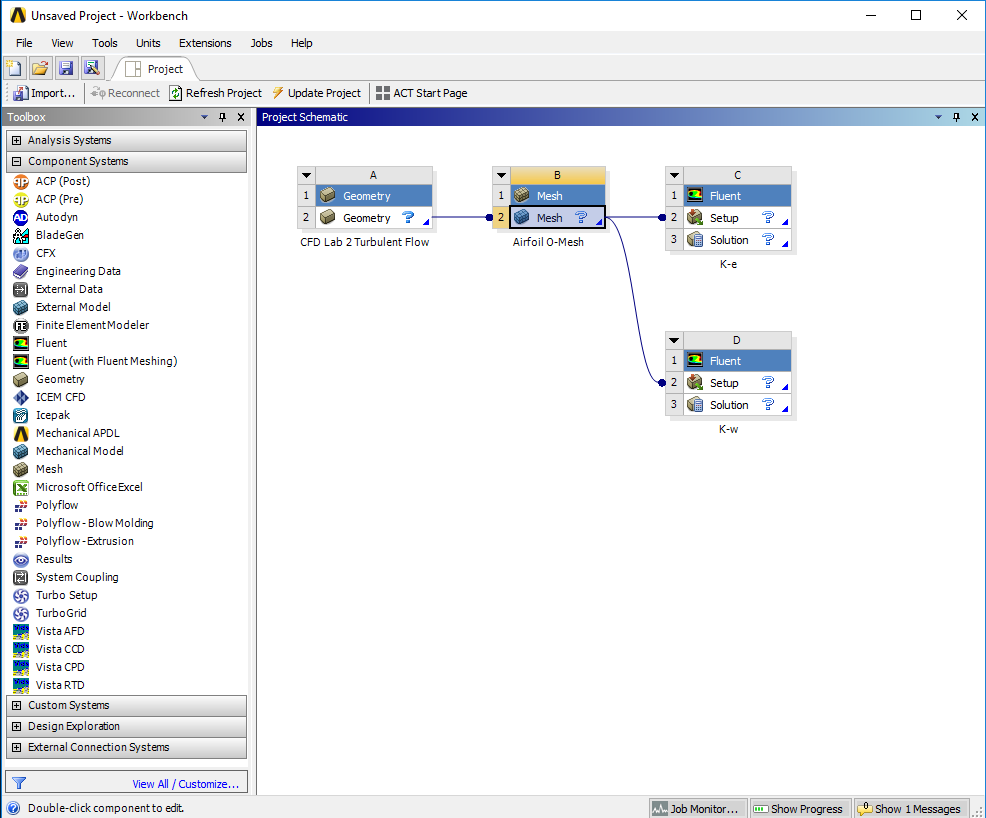 Unsaved Project - Workbench
File View Tools Units Extensions Jobs Help
Project
Import... Reconnect Refresh Project Update Project ACT Start Page
Toolbox
Project Schematic
Analysis Systems
Component Systems
ACP (Post)
ACP (Pre)
Autodyn
BladeGen
CFX
Engineering Data
External Data
External Model
Finite Element Modeler
Fluent
Fluent (with Fluent Meshing)
Geometry
ICEM CFD
Icepak
Mechanical APDL
Mechanical Model
Mesh
Microsoft Office Excel
Polyflow
Polyflow - Blow Molding
Polyflow - Extrusion
Results
System Coupling
Turbo Setup
TurboGrid
Vista AFD
Vista CCD
Vista CPD
Vista RTD
Custom Systems
Design Exploration
External Connection Systems
View All / Customize...
A
1 Geometry
2 Geometry ?
CFD Lab 2 Turbulent Flow
B
1 Mesh
2 Mesh ?
Airfoil O-Mesh
C
1 Fluent
2 Setup ?
3 Solution ?
K-e
D
1 Fluent
2 Setup ?
3 Solution ?
K-w
Double-click component to edit.
Job Monitor... Show Progress Show 1 Messages